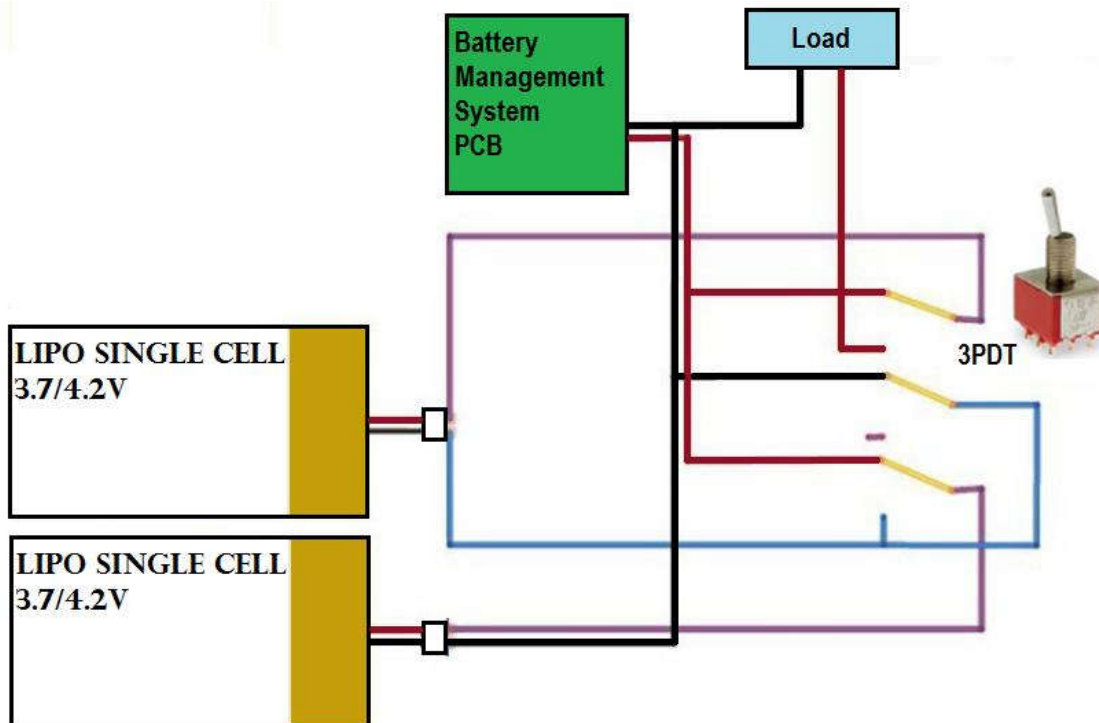 Battery
Management
System
PCB
Load
3PDT
LIPO SINGLE CELL
3.7/4.2V
LIPO SINGLE CELL
3.7/4.2V